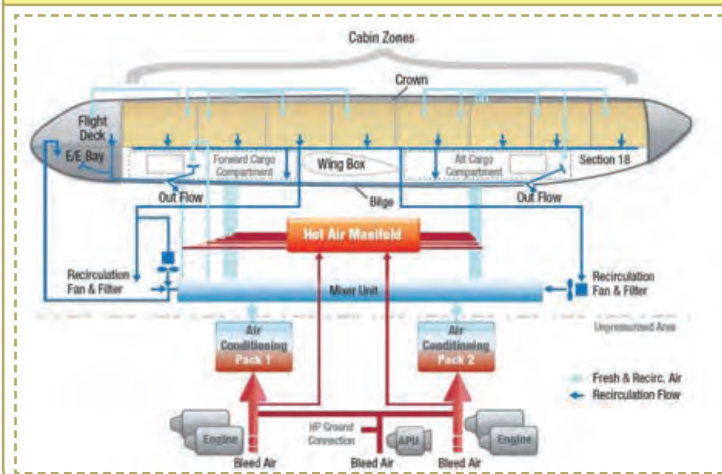 Cabin Zones
Crown
Flight
Deck
E/E Bay
Forward Cargo
Compartment
Wing Box
Aft Cargo
Compartment
Section 18
Out Flow
Bilge
Out Flow
Hot Air Manifold
Recirculation
Fan & Filter
Mixer Unit
Recirculation
Fan & Filter
Unpressurised Area
Air
Conditioning
Pack 1
Air
Conditioning
Pack 2
Fresh & Recirc. Air
Recirculation Flow
Engine
HP Ground
Connection
APU
Engine
Bleed Air
Bleed Air
Bleed Air